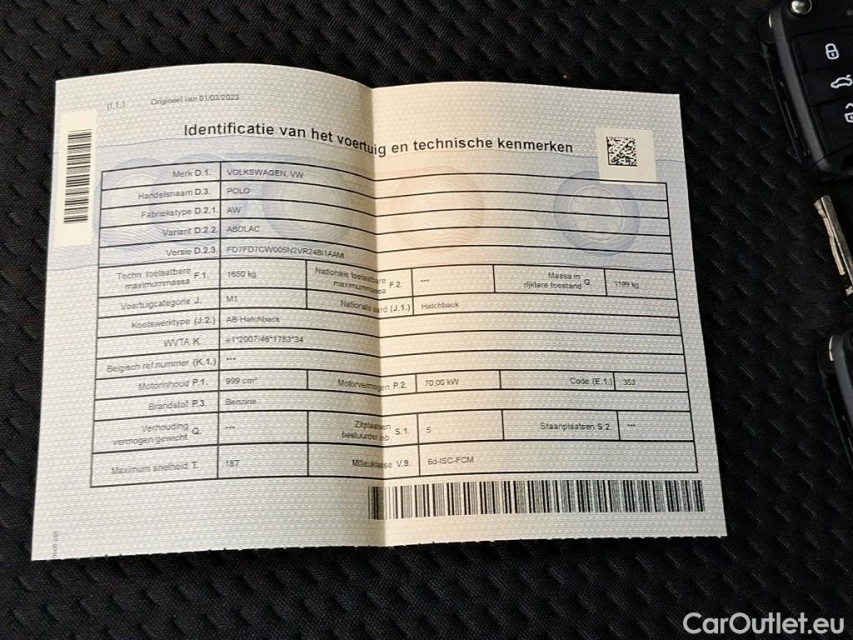 (I.1.) Origineel van 01/03/2023
Identificatie van het voertuig en technische kenmerken
Merk D.1. VOLKSWAGEN, VW
Handelsnaam D.3. POLO
Fabriekstype D.2.1. AW
Variant D.2.2. ABDLAC
Versie D.2.3. FD7FD7CW005N2VR24BI1AAMI
Techn. toelaatbare maximummassa F.1. 1650 kg Nationale toelaatbare maximummassa F.2. --- Massa in rijklare toestand G 1199 kg
Voertuigcategorie J. M1 Nationale aard (J.1.) Hatchback
Koetswerktype (J.2.) AB Hatchback
WVTA K. e1*2007/46*1783*34
Belgisch ref.nummer (K.1.) ---
Motorinhoud P.1. 999 cm³ Motorvermogen P.2. 70,00 kW Code (E.1.) 353
Brandstof P.3. Benzine
Verhouding vermogen/gewicht Q. --- Zitplaatsen bestuurder inb. S.1. 5 Staanplaatsen S.2. ---
Maximum snelheid T. 187 Milieuklasse V.9. 6d-ISC-FCM
CarOutlet.eu